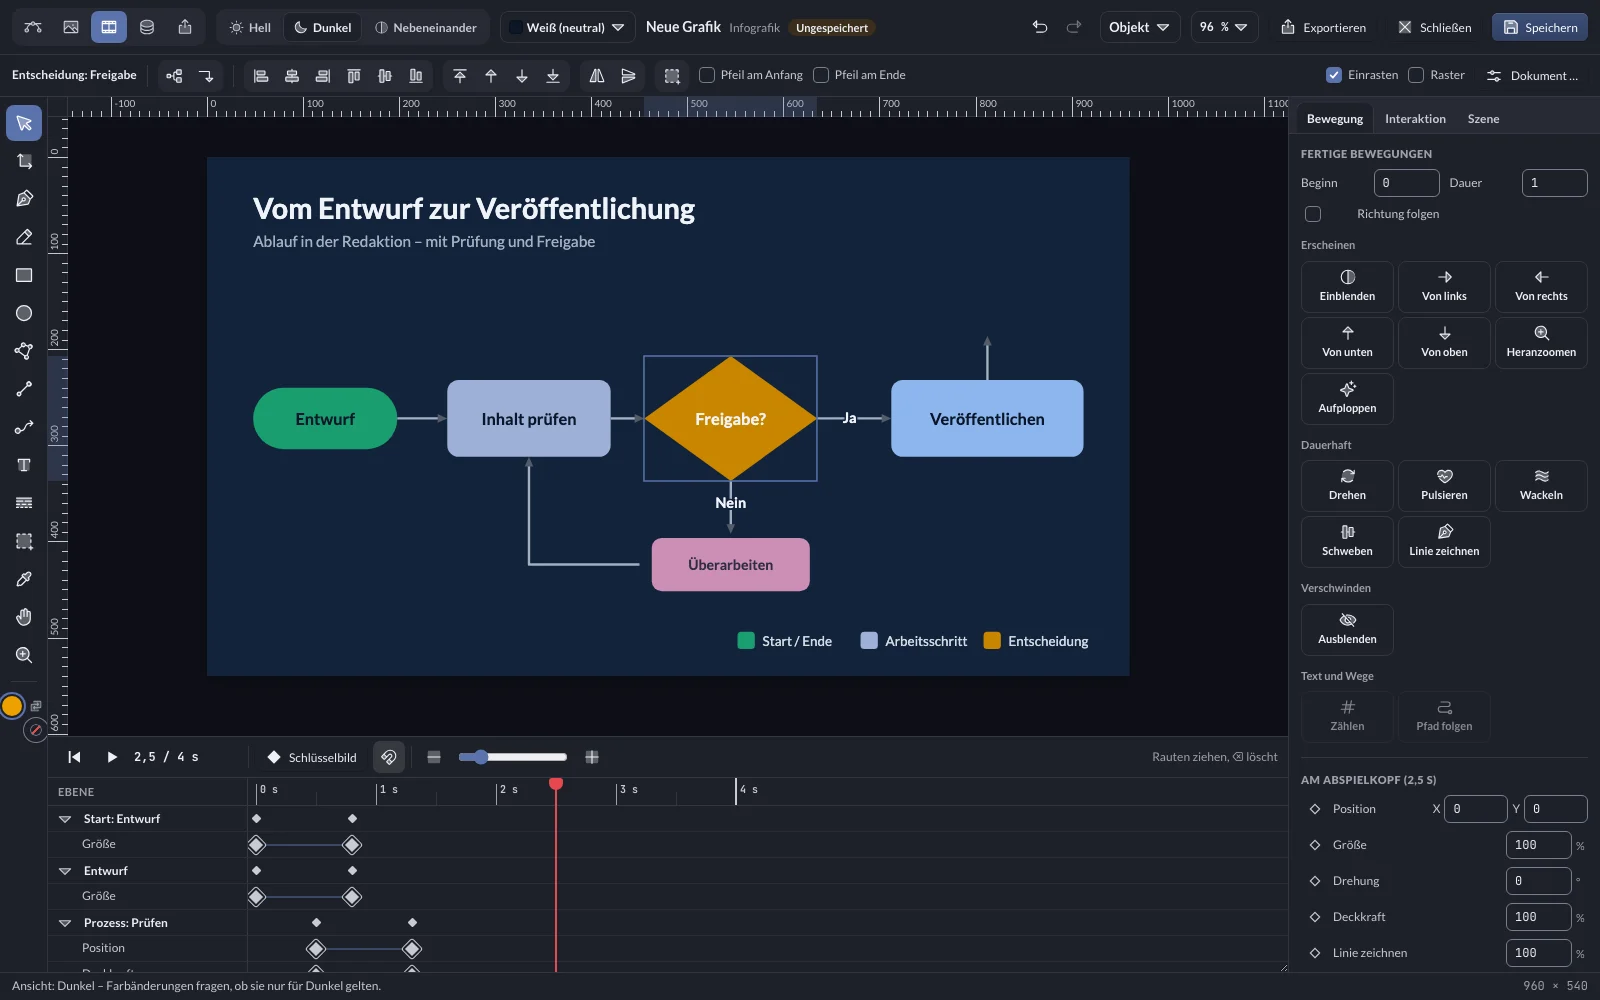 Hell
Dunkel
Nebeneinander
Weiß (neutral)
Neue Grafik
Infografik
Ungespeichert
Objekt
96 %
Exportieren
Schließen
Speichern
Entscheidung: Freigabe
Pfeil am Anfang
Pfeil am Ende
Einrasten
Raster
Dokument ...
-100 0 100 200 300 400 500 600 700 800 900 1000 1100
0 100 200 300 400 500 600
Vom Entwurf zur Veröffentlichung
Ablauf in der Redaktion – mit Prüfung und Freigabe
Entwurf
Inhalt prüfen
Freigabe?
Ja
Veröffentlichen
Nein
Überarbeiten
Start / Ende
Arbeitsschritt
Entscheidung
Bewegung
Interaktion
Szene
FERTIGE BEWEGUNGEN
Beginn 0 Dauer 1
Richtung folgen
Erscheinen
Einblenden
Von links
Von rechts
Von unten
Von oben
Heranzoomen
Aufploppen
Dauerhaft
Drehen
Pulsieren
Wackeln
Schweben
Linie zeichnen
Verschwinden
Ausblenden
Text und Wege
Zählen
Pfad folgen
AM ABSPIELKOPF (2,5 S)
Position X 0 Y 0
Größe 100 %
Drehung 0 °
Deckkraft 100 %
Linie zeichnen 100 %
2,5 / 4 s
Schlüsselbild
Rauten ziehen, ⌫ löscht
EBENE
0 s 1 s 2 s 3 s 4 s
Start: Entwurf
Größe
Entwurf
Größe
Prozess: Prüfen
Position
Ansicht: Dunkel – Farbänderungen fragen, ob sie nur für Dunkel gelten.
960 × 540